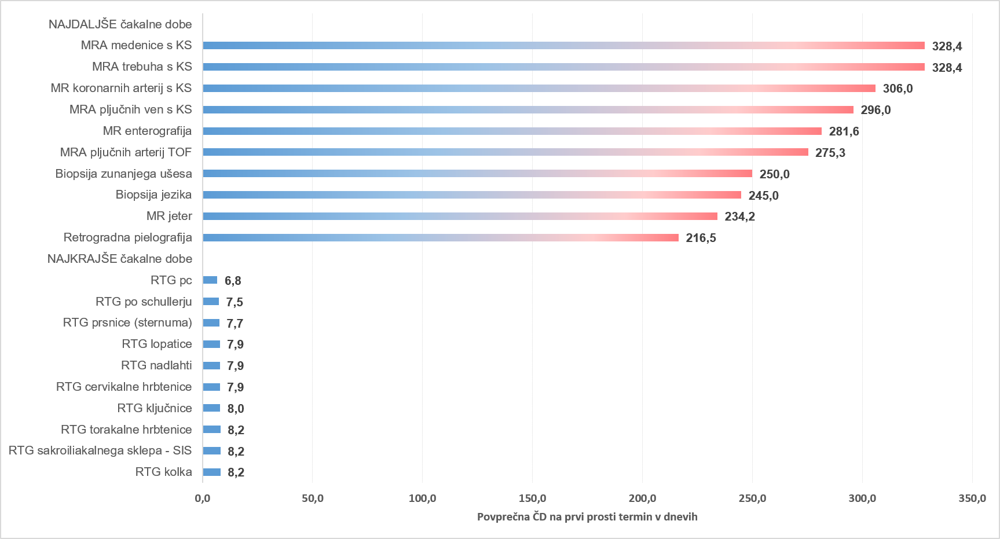 NAJDALJŠE čakalne dobe
MRA medenice s KS 328,4
MRA trebuha s KS 328,4
MR koronarnih arterij s KS 306,0
MRA pljučnih ven s KS 296,0
MR enterografija 281,6
MRA pljučnih arterij TOF 275,3
Biopsija zunanjega ušesa 250,0
Biopsija jezika 245,0
MR jeter 234,2
Retrogradna pielografija 216,5
NAJKRAJŠE čakalne dobe
RTG pc 6,8
RTG po schullerju 7,5
RTG prsnice (sternuma) 7,7
RTG lopatice 7,9
RTG nadlahti 7,9
RTG cervikalne hrbtenice 7,9
RTG ključnice 8,0
RTG torakalne hrbtenice 8,2
RTG sakroiliakalnega sklepa - SIS 8,2
RTG kolka 8,2
0,0 50,0 100,0 150,0 200,0 250,0 300,0 350,0
Povprečna ČD na prvi prosti termin v dnevih